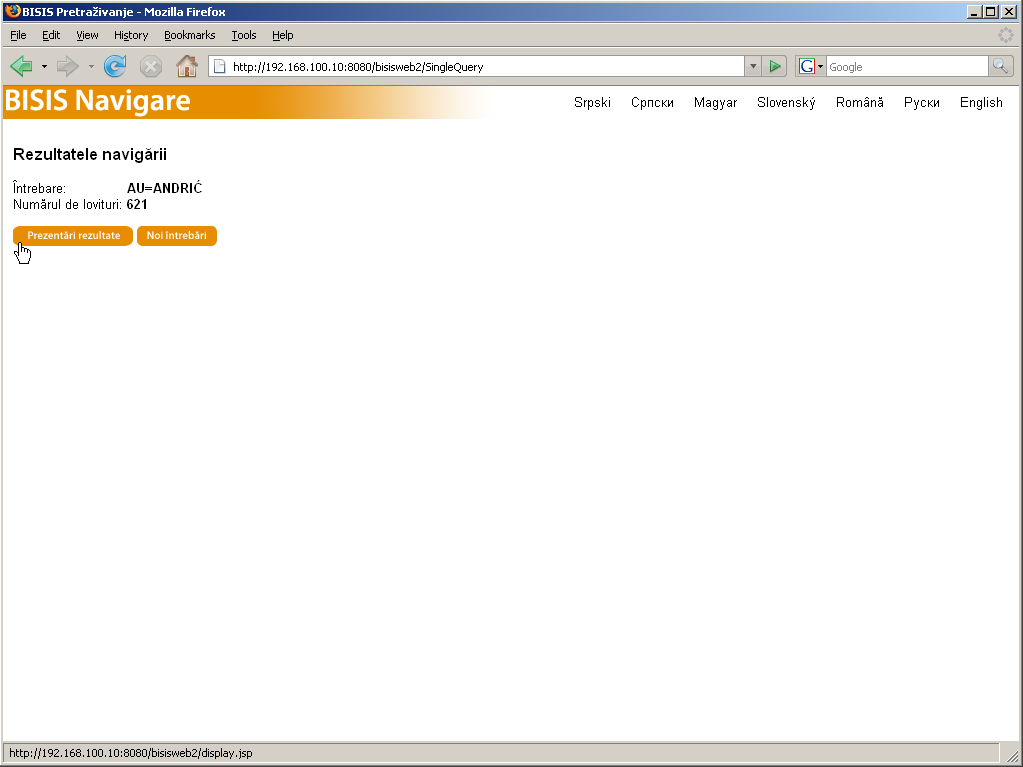 BISIS Pretraživanje - Mozilla Firefox
File Edit View History Bookmarks Tools Help
http://192.168.100.10:8080/bisisweb2/SingleQuery G Google
BISIS Navigare Srpski Српски Magyar Slovenský Română Руски English
Rezultatele navigării
Întrebare: AU=ANDRIĆ
Numărul de lovituri: 621
Prezentări rezultate Noi întrebări
http://192.168.100.10:8080/bisisweb2/display.jsp